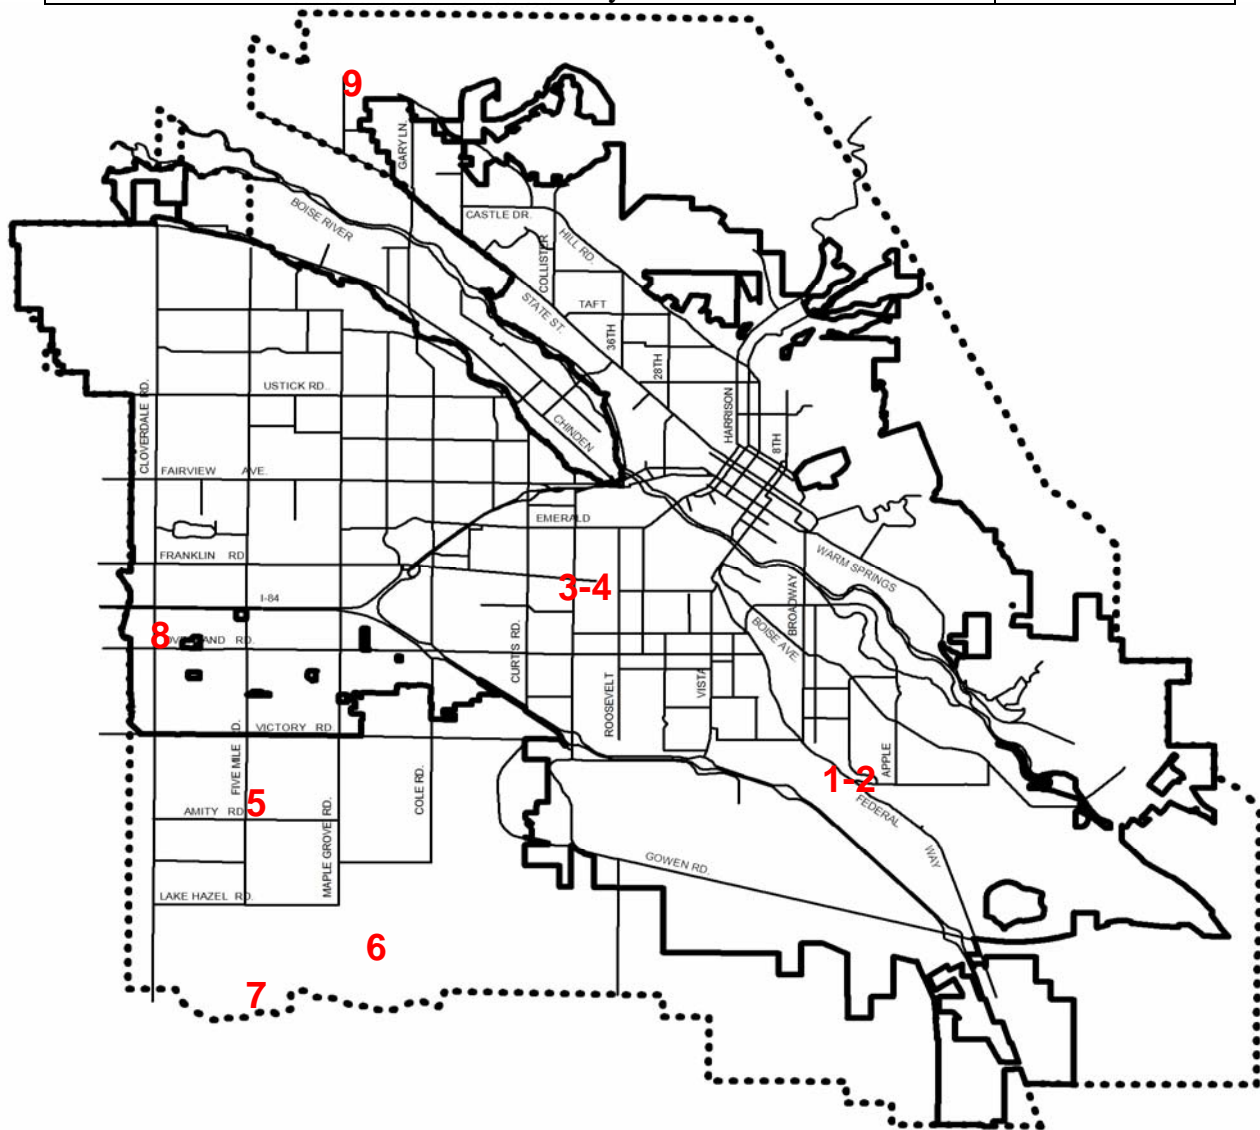 9
GARY LN.
BOISE RIVER
CASTLE DR.
COLLISTER
HILL RD.
STATE ST.
TAFT
36TH
28TH
USTICK RD.
CLOVERDALE RD.
HARRISON
8TH
CHINDEN
FAIRVIEW AVE.
EMERALD
FRANKLIN RD
WARM SPRINGS
3-4
I-84
BROADWAY
8
RD.
CURTIS RD.
BOISE AVE.
VISTA
ROOSEVELT
VICTORY RD.
FIVE MILE RD.
COLE RD.
APPLE
1-2
5
AMITY RD.
MAPLE GROVE RD.
FEDERAL WAY
GOWEN RD.
LAKE HAZEL RD.
6
7